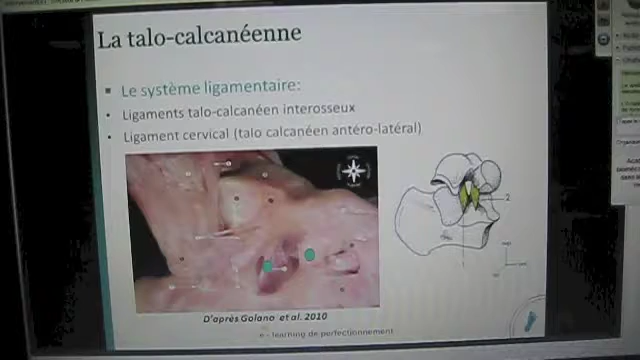 La talo-calcanéenne
▪ Le système ligamentaire:
• Ligaments talo-calcanéen interosseux
• Ligament cervical (talo calcanéen antéro-latéral)
2
D'après Golano et al. 2010
e - learning de perfectionnement